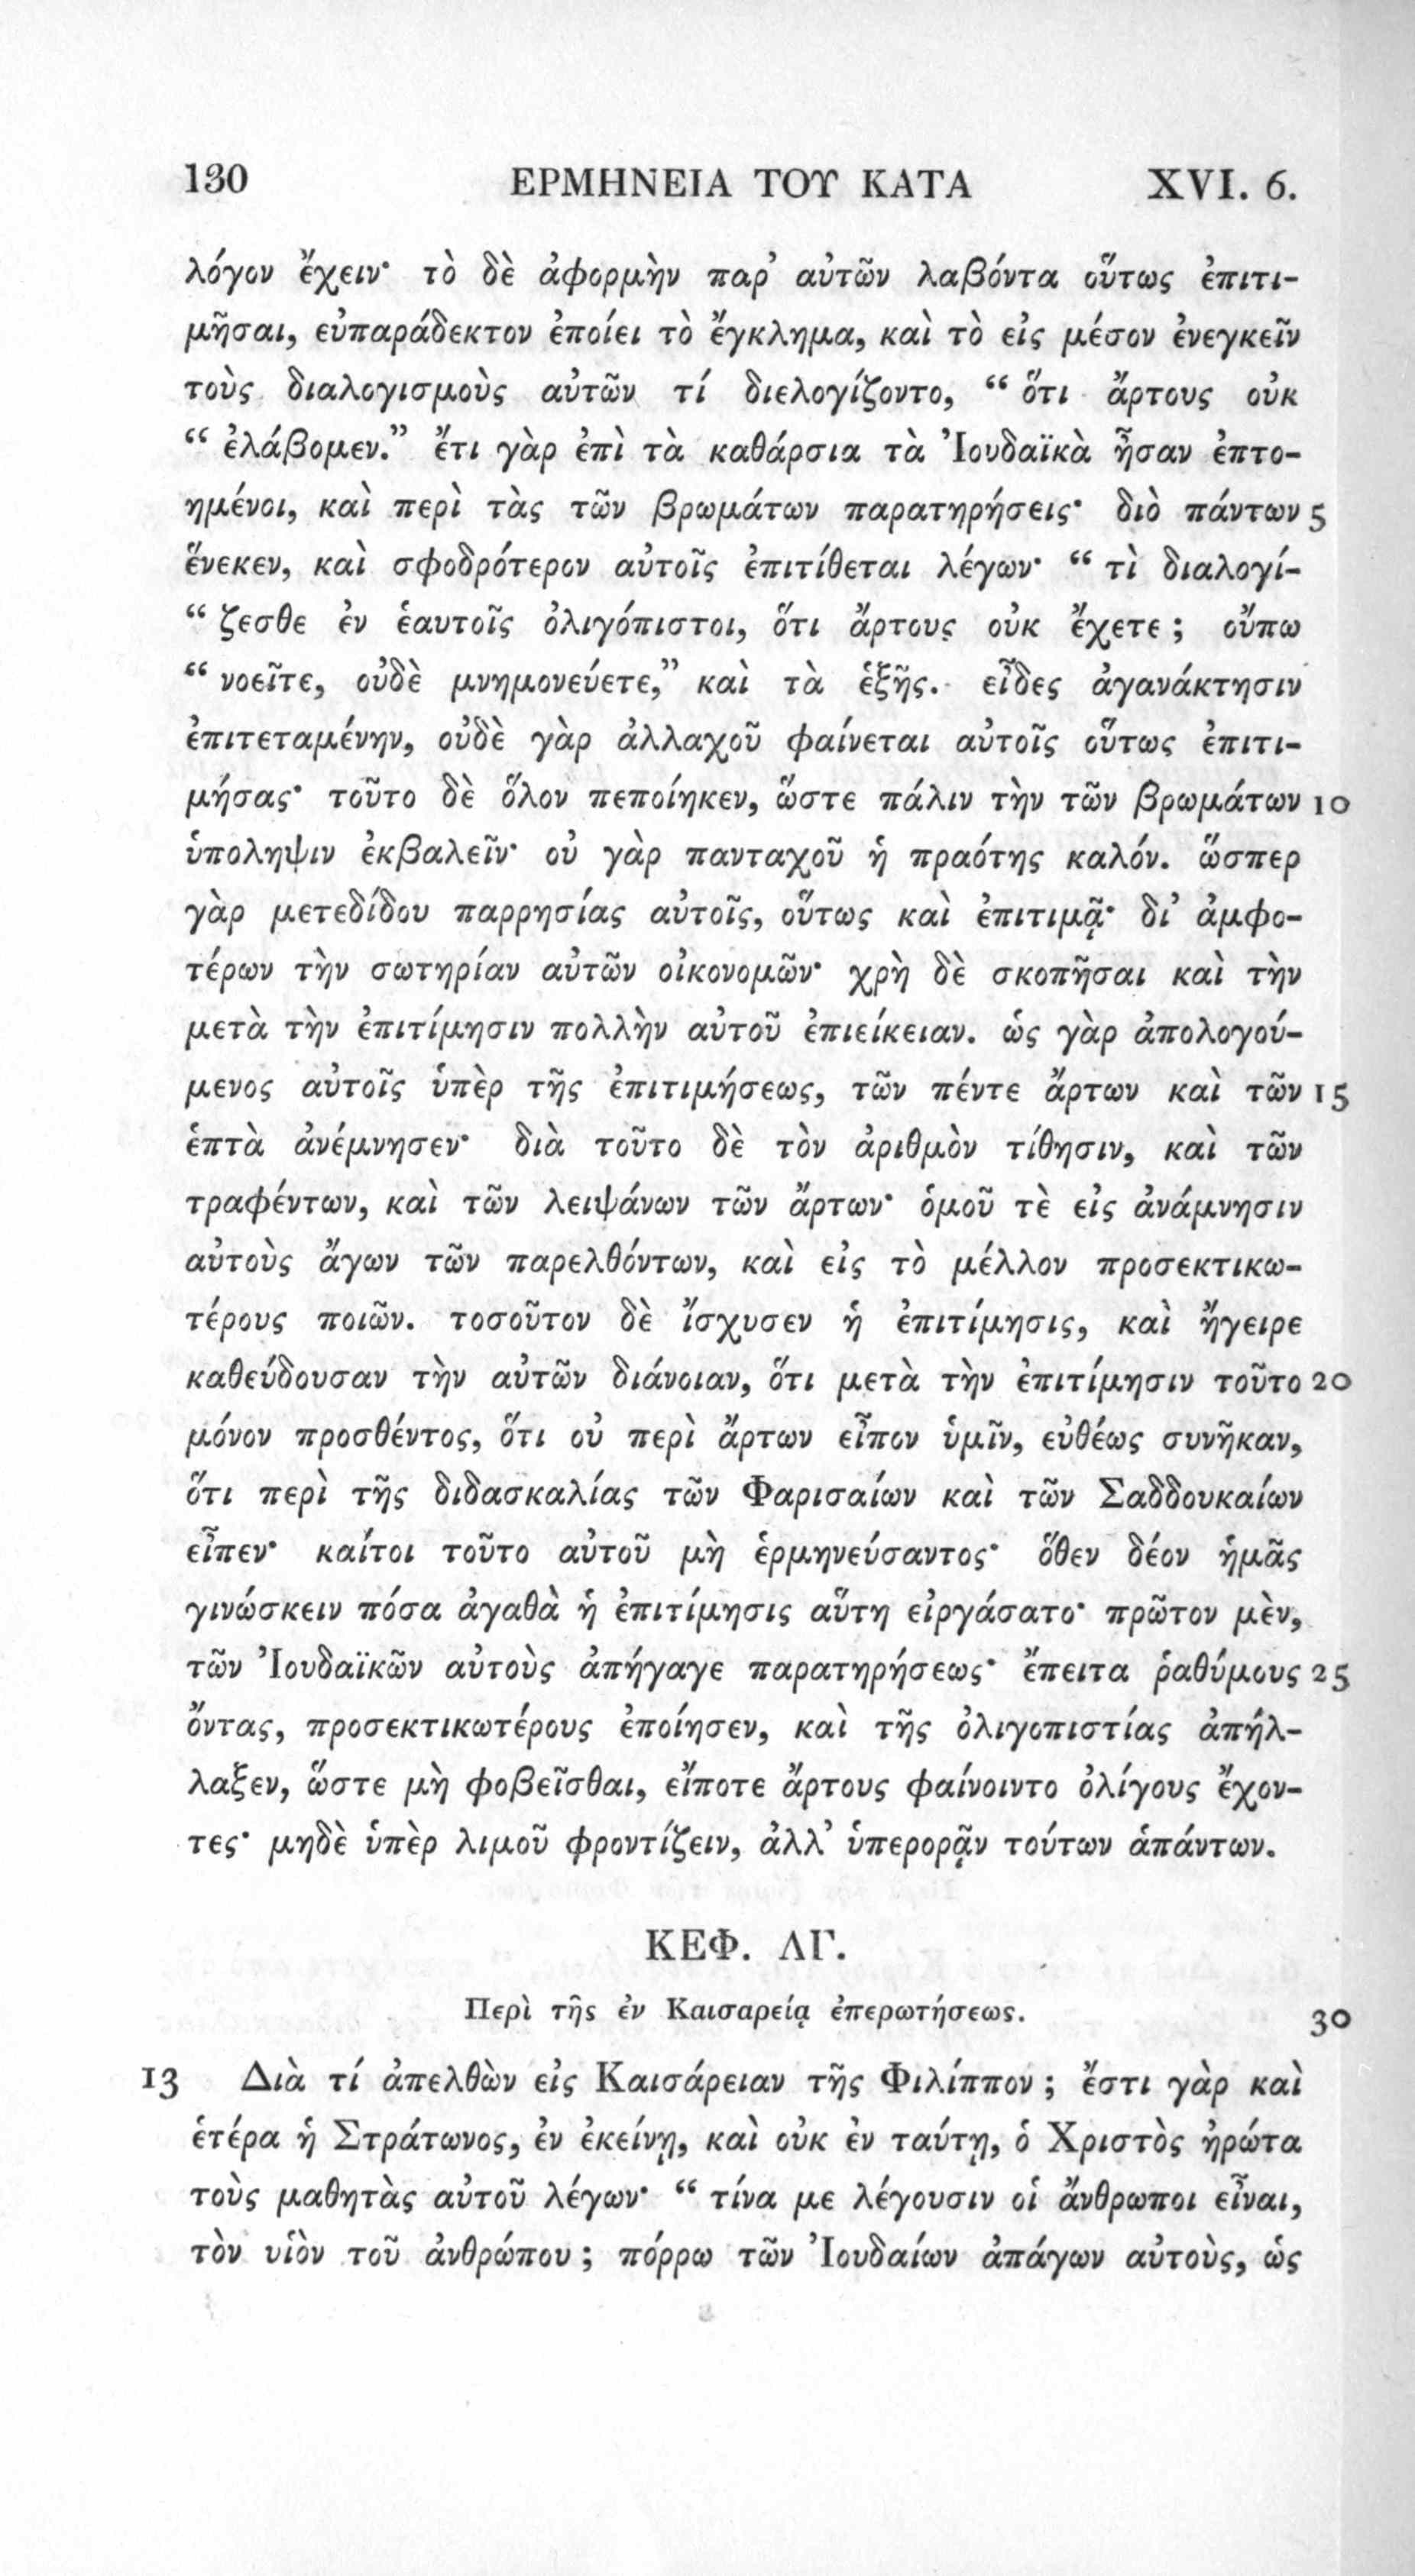 130 ΕΡΜΗΝΕΙΑ ΤΟΥ ΚΑΤΑ XVI. 6.
λόγον ἔχειν· τὸ δὲ ἀφορμὴν παρ’ αὐτῶν λαβόντα οὕτως ἐπιτι-
μῆσαι, εὐπαράδεκτον ἐποίει τὸ ἔγκλημα, καὶ τὸ εἰς μέσον ἐνεγκεῖν
τοὺς διαλογισμοὺς αὐτῶν τί διελογίζοντο, “ ὅτι ἄρτους οὐκ
“ ἐλάβομεν.” ἔτι γὰρ ἐπὶ τὰ καθάρσια τὰ Ἰουδαϊκὰ ἦσαν ἐπτο-
ημένοι, καὶ περὶ τὰς τῶν βρωμάτων παρατηρήσεις· διὸ πάντων 5
ἕνεκεν, καὶ σφοδρότερον αὐτοῖς ἐπιτίθεται λέγων· “ τὶ διαλογί-
“ ζεσθε ἐν ἑαυτοῖς ὀλιγόπιστοι, ὅτι ἄρτους οὐκ ἔχετε ; οὔπω
“ νοεῖτε, οὐδὲ μνημονεύετε,” καὶ τὰ ἑξῆς. εἶδες ἀγανάκτησιν
ἐπιτεταμένην, οὐδὲ γὰρ ἀλλαχοῦ φαίνεται αὐτοῖς οὕτως ἐπιτι-
μήσας· τοῦτο δὲ ὅλον πεποίηκεν, ὥστε πάλιν τὴν τῶν βρωμάτων 10
ὑποληψιν ἐκβαλεῖν· οὐ γὰρ πανταχοῦ ἡ πραότης καλόν. ὥσπερ
γὰρ μετεδίδου παρρησίας αὐτοῖς, οὕτως καὶ ἐπιτιμᾷ· δι’ ἀμφο-
τέρων τὴν σωτηρίαν αὐτῶν οἰκονομῶν· χρὴ δὲ σκοπῆσαι καὶ τὴν
μετὰ τὴν ἐπιτίμησιν πολλὴν αὐτοῦ ἐπιείκειαν. ὡς γὰρ ἀπολογού-
μενος αὐτοῖς ὑπὲρ τῆς ἐπιτιμήσεως, τῶν πέντε ἄρτων καὶ τῶν 15
ἑπτὰ ἀνέμνησεν· διὰ τοῦτο δὲ τὸν ἀριθμὸν τίθησιν, καὶ τῶν
τραφέντων, καὶ τῶν λειψάνων τῶν ἄρτων· ὁμοῦ τὲ εἰς ἀνάμνησιν
αὐτοὺς ἄγων τῶν παρελθόντων, καὶ εἰς τὸ μέλλον προσεκτικω-
τέρους ποιῶν. τοσοῦτον δὲ ἴσχυσεν ἡ ἐπιτίμησις, καὶ ἤγειρε
καθεύδουσαν τὴν αὐτῶν διάνοιαν, ὅτι μετὰ τὴν ἐπιτίμησιν τοῦτο 20
μόνον προσθέντος, ὅτι οὐ περὶ ἄρτων εἶπον ὑμῖν, εὐθέως συνῆκαν,
ὅτι περὶ τῆς διδασκαλίας τῶν Φαρισαίων καὶ τῶν Σαδδουκαίων
εἶπεν· καίτοι τοῦτο αὐτοῦ μὴ ἑρμηνεύσαντος· ὅθεν δέον ἡμᾶς
γινώσκειν πόσα ἀγαθὰ ἡ ἐπιτίμησις αὕτη εἰργάσατο· πρῶτον μὲν,
τῶν Ἰουδαϊκῶν αὐτοὺς ἀπήγαγε παρατηρήσεως· ἔπειτα ῥαθύμους 25
ὄντας, προσεκτικωτέρους ἐποίησεν, καὶ τῆς ὀλιγοπιστίας ἀπήλ-
λαξεν, ὥστε μὴ φοβεῖσθαι, εἴποτε ἄρτους φαίνοιντο ὀλίγους ἔχον-
τες· μηδὲ ὑπὲρ λιμοῦ φροντίζειν, ἀλλ’ ὑπερορᾷν τούτων ἁπάντων.
ΚΕΦ. ΛΓ.
Περὶ τῆς ἐν Καισαρείᾳ ἐπερωτήσεως. 30
13 Διὰ τί ἀπελθὼν εἰς Καισάρειαν τῆς Φιλίππου ; ἔστι γὰρ καὶ
ἑτέρα ἡ Στράτωνος, ἐν ἐκείνῃ, καὶ οὐκ ἐν ταύτῃ, ὁ Χριστὸς ἠρώτα
τοὺς μαθητὰς αὐτοῦ λέγων· “ τίνα με λέγουσιν οἱ ἄνθρωποι εἶναι,
τὸν υἱὸν τοῦ ἀνθρώπου ; πόρρω τῶν Ἰουδαίων ἀπάγων αὐτοὺς, ὡς